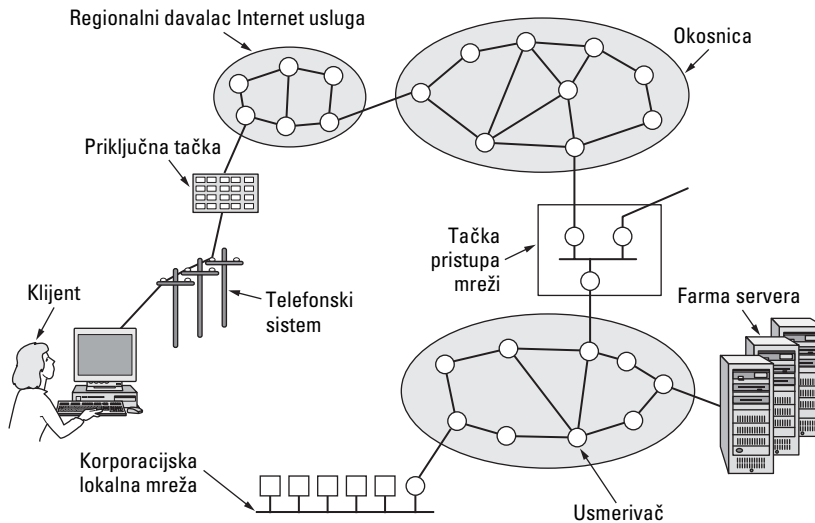 Regionalni davalac Internet usluga
Okosnica
Priključna tačka
Tačka
pristupa
mreži
Klijent
Telefonski
sistem
Farma servera
Korporacijska
lokalna mreža
Usmerivač